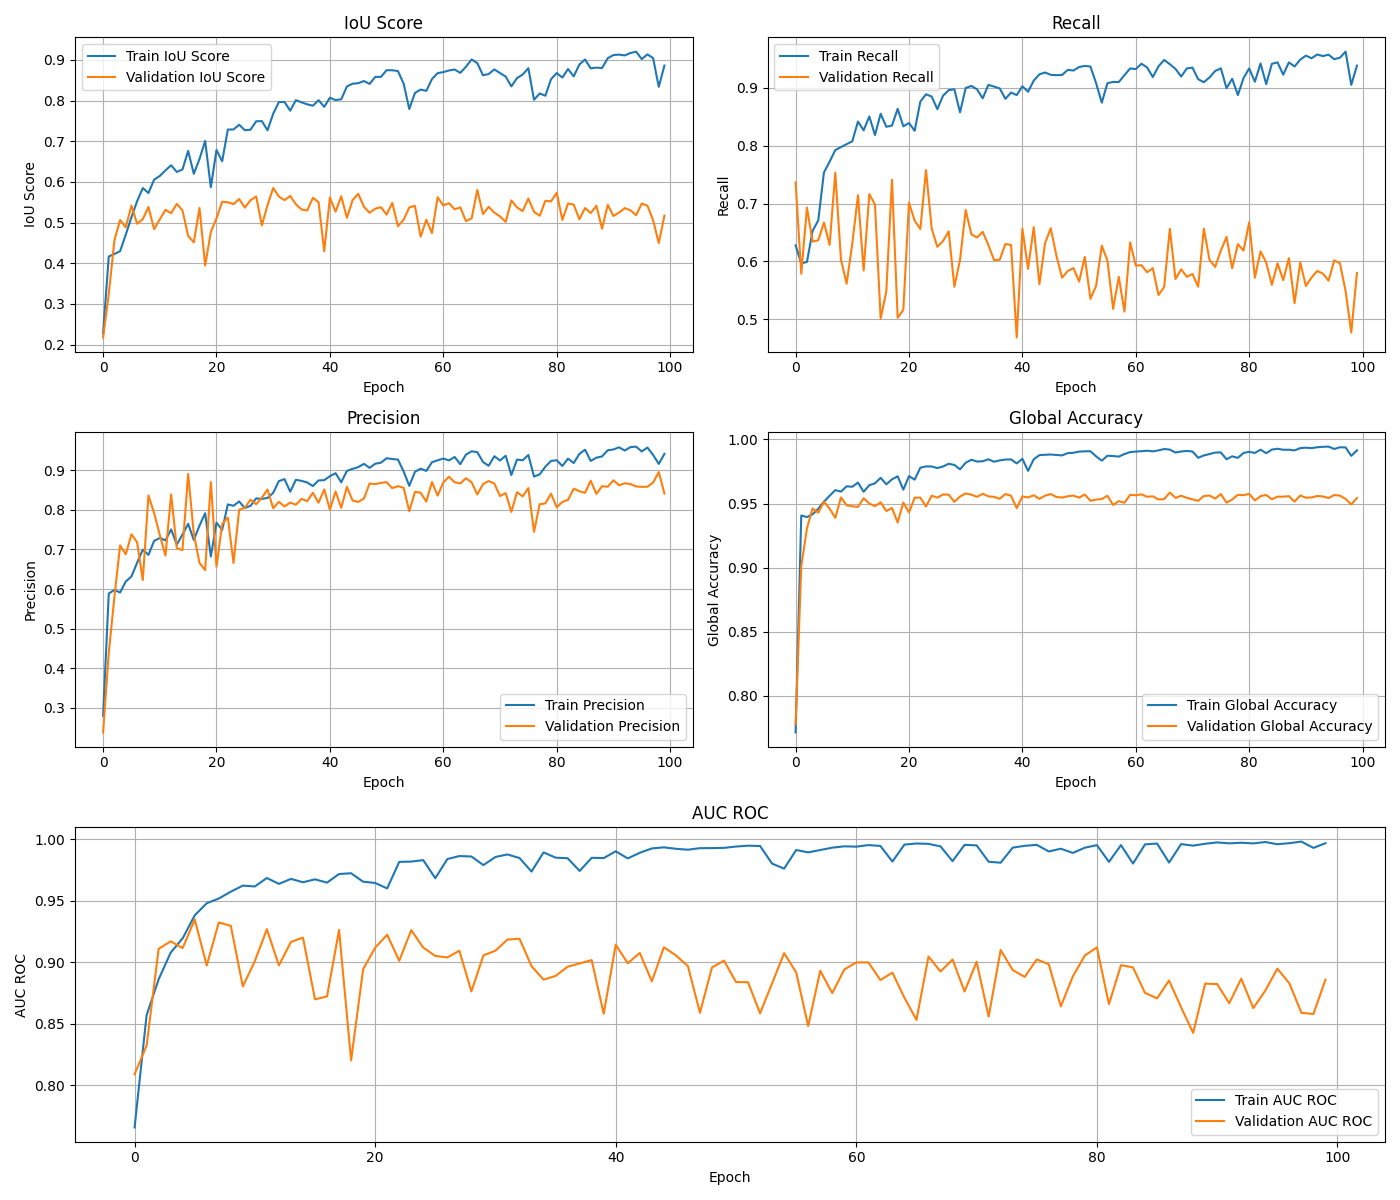 IoU Score
Train IoU Score
Validation IoU Score
0.9
0.8
0.7
0.6
0.5
0.4
0.3
0.2
IoU Score
0 20 40 60 80 100
Epoch
Recall
Train Recall
Validation Recall
0.9
0.8
0.7
0.6
0.5
Recall
0 20 40 60 80 100
Epoch
Precision
0.9
0.8
0.7
0.6
0.5
0.4
0.3
Precision
Train Precision
Validation Precision
0 20 40 60 80 100
Epoch
Global Accuracy
1.00
0.95
0.90
0.85
0.80
Global Accuracy
Train Global Accuracy
Validation Global Accuracy
0 20 40 60 80 100
Epoch
AUC ROC
1.00
0.95
0.90
0.85
0.80
AUC ROC
Train AUC ROC
Validation AUC ROC
0 20 40 60 80 100
Epoch